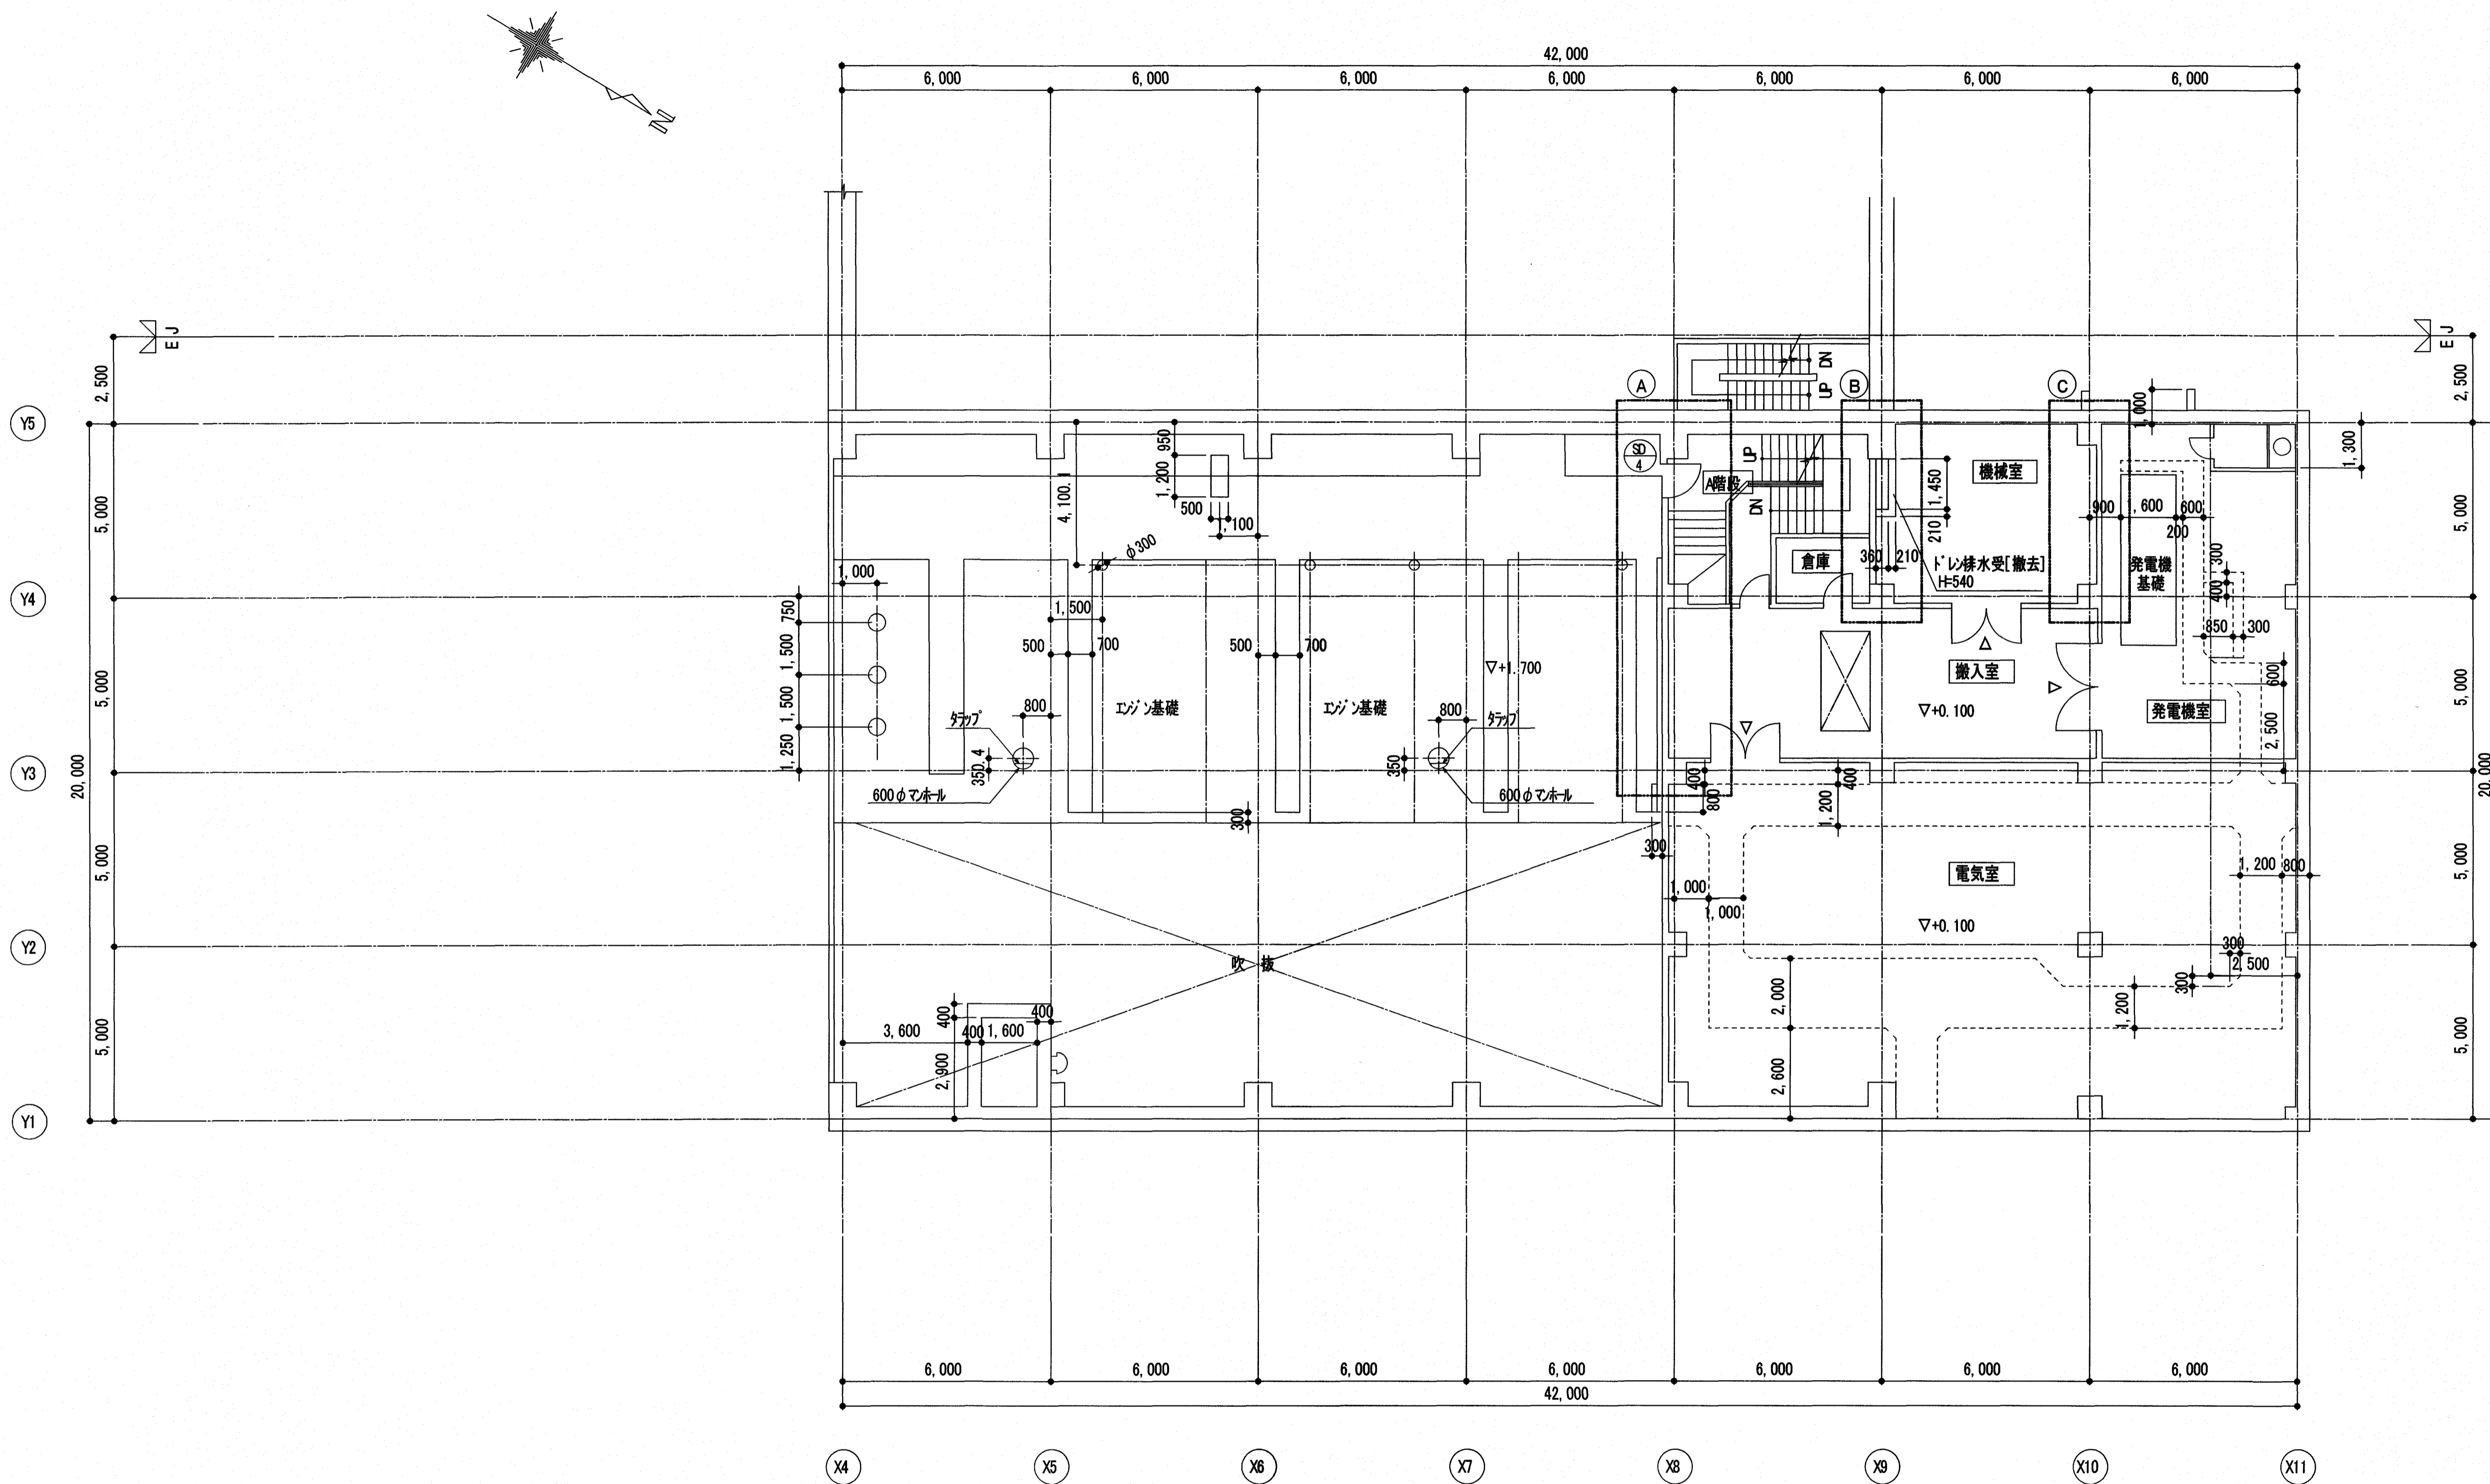 N
42,000
6,000 6,000 6,000 6,000 6,000 6,000 6,000
EJ
EJ
2,500
2,500
A
B
C
DN
UP
1,000
Y5
950
1,200
500
1,100
4,100.1
SD
4
UP
A階段
DN
1,450
210
機械室
1,300
900
1,600
600
200
5,000
5,000
φ300
倉庫
360
210
ドレン排水受[撤去]
H=540
発電機
基礎
300
400
1,000
Y4
750
1,500
500
700
500
700
850
300
1,500
▽+1.700
搬入室
600
エンジン基礎
エンジン基礎
5,000
5,000
800
タラップ
800
タラップ
▽+0.100
発電機室
1,500
2,500
1,250
350.4
350
Y3
20,000
20,000
600φマンホール
600φマンホール
400
800
400
1,200
300
300
電気室
1,200
800
5,000
5,000
1,000
1,000
▽+0.100
Y2
吹 抜
300
2,500
300
2,000
1,200
400
400
3,600
400
1,600
5,000
5,000
2,900
2,600
Y1
6,000 6,000 6,000 6,000 6,000 6,000 6,000
42,000
X4 X5 X6 X7 X8 X9 X10 X11